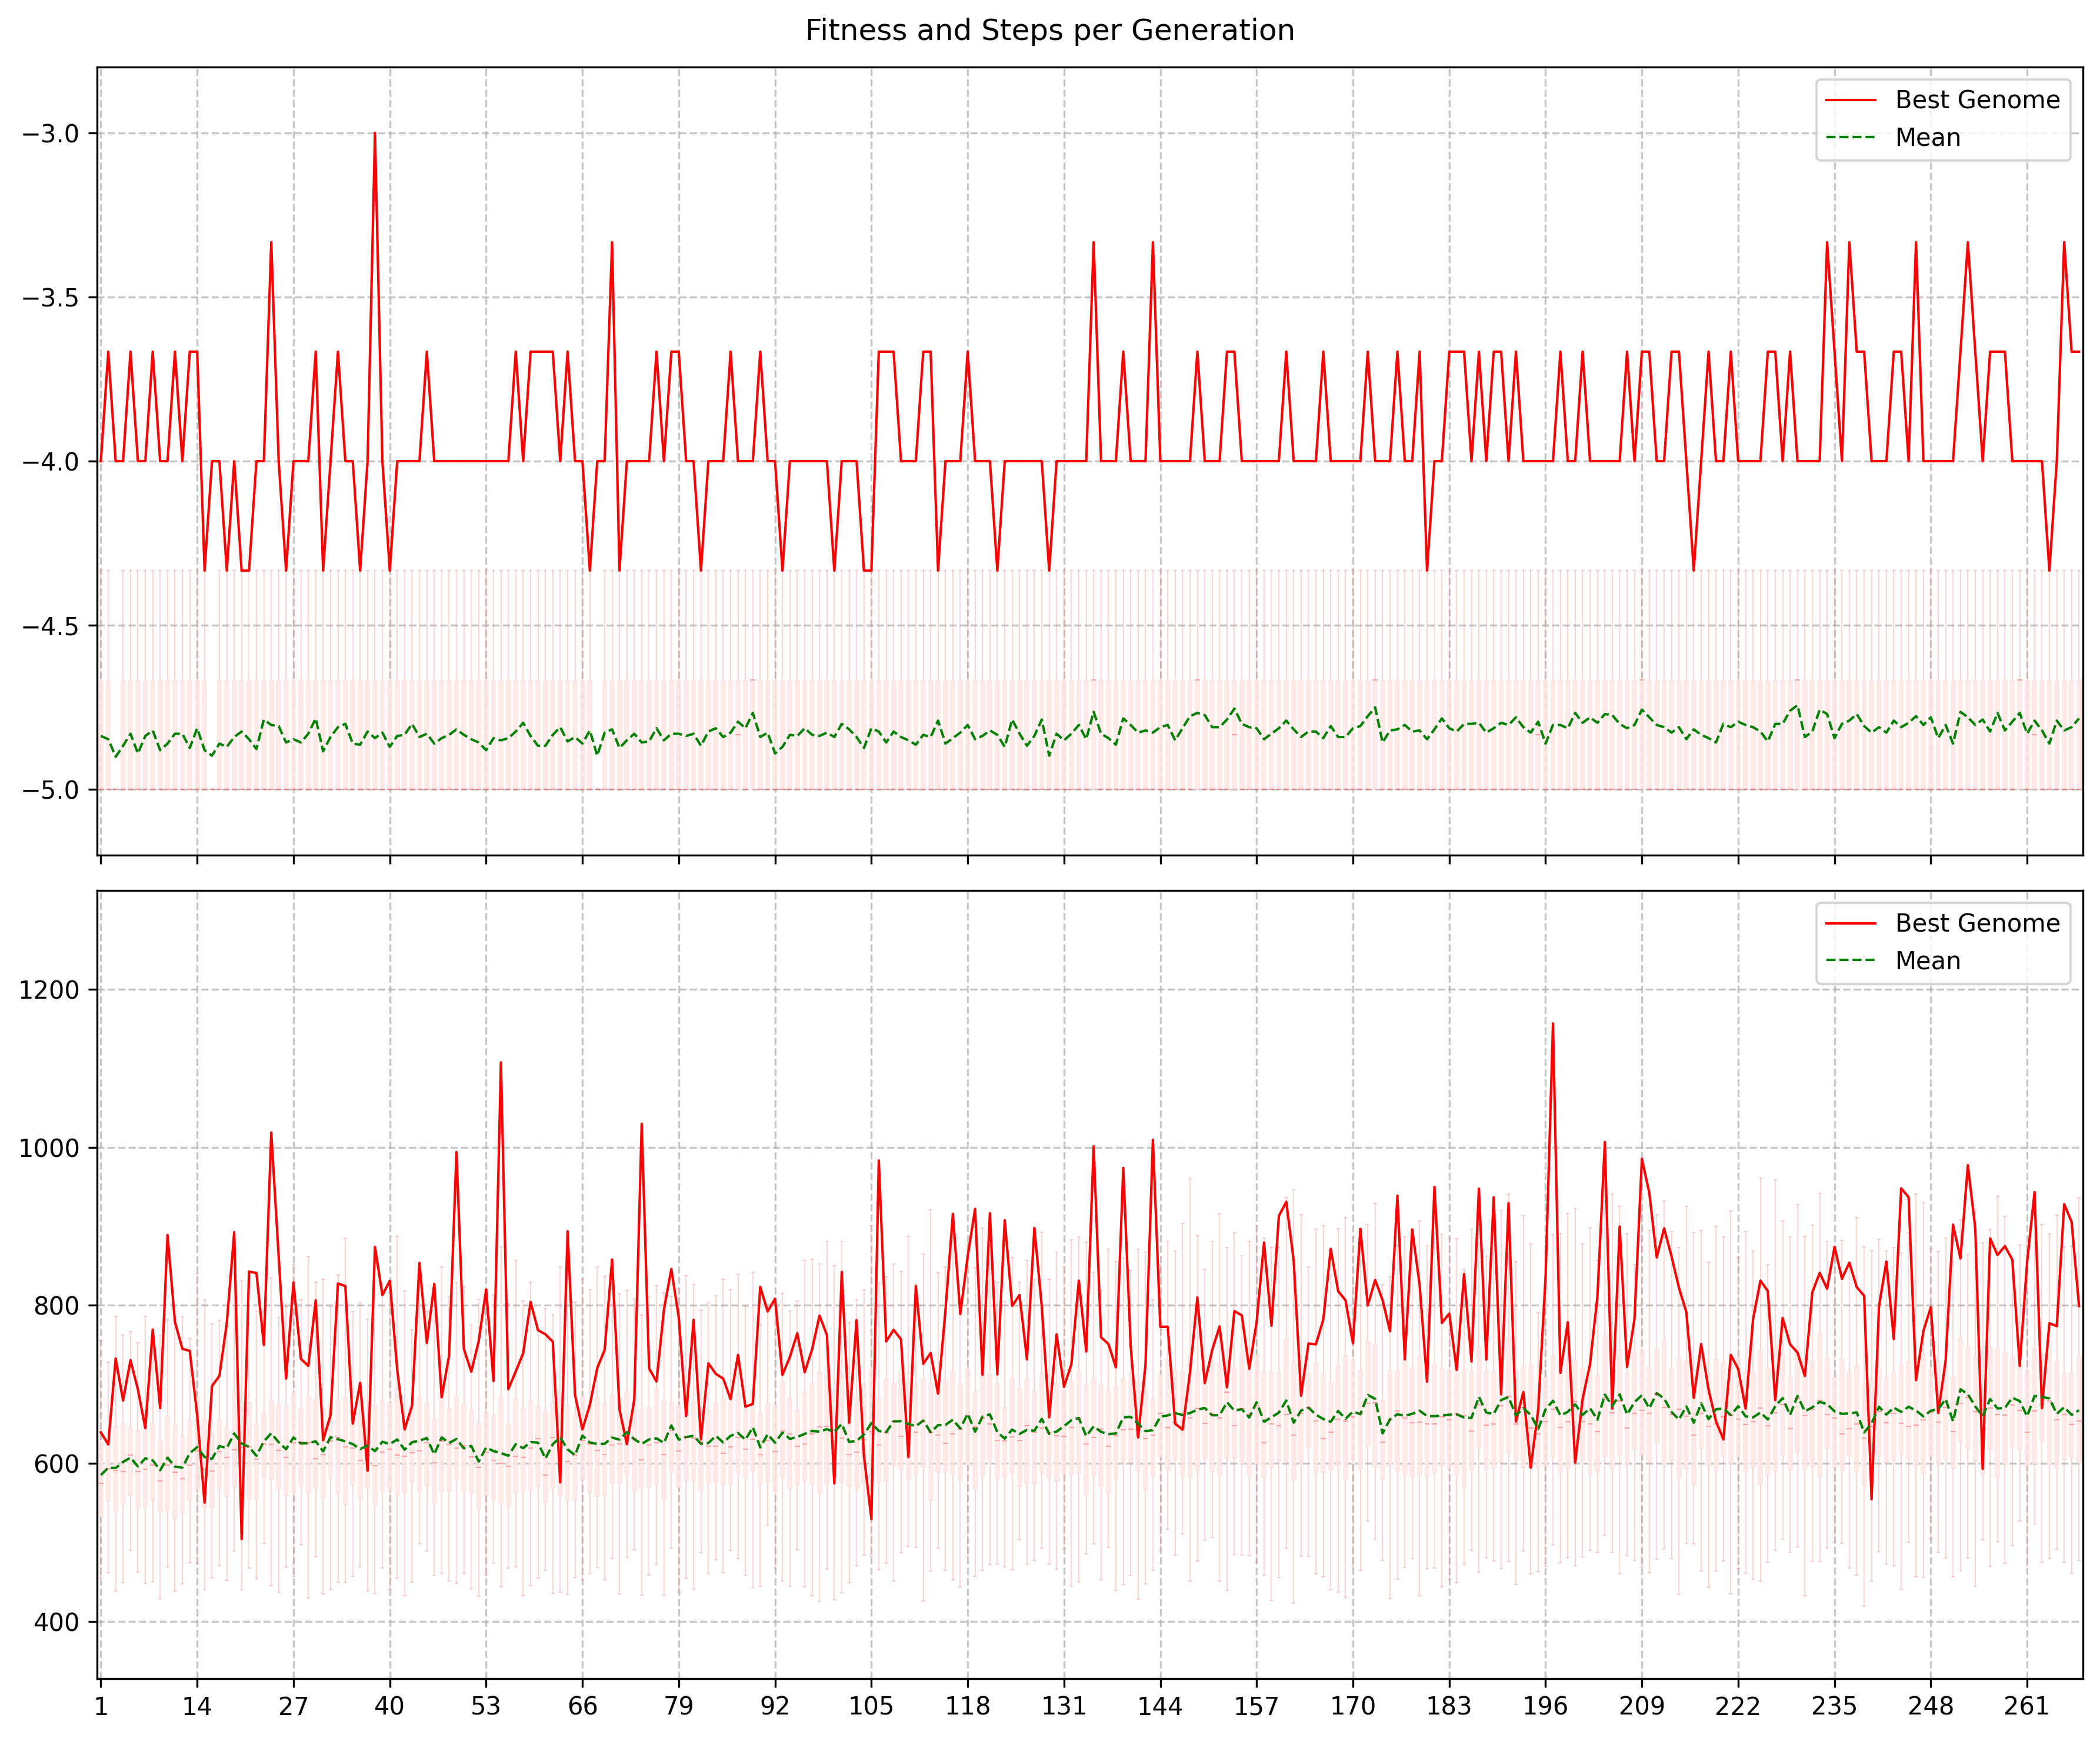 Fitness and Steps per Generation
Best Genome
Mean
−3.0
−3.5
−4.0
−4.5
−5.0
Best Genome
Mean
1200
1000
800
600
400
1 14 27 40 53 66 79 92 105 118 131 144 157 170 183 196 209 222 235 248 261